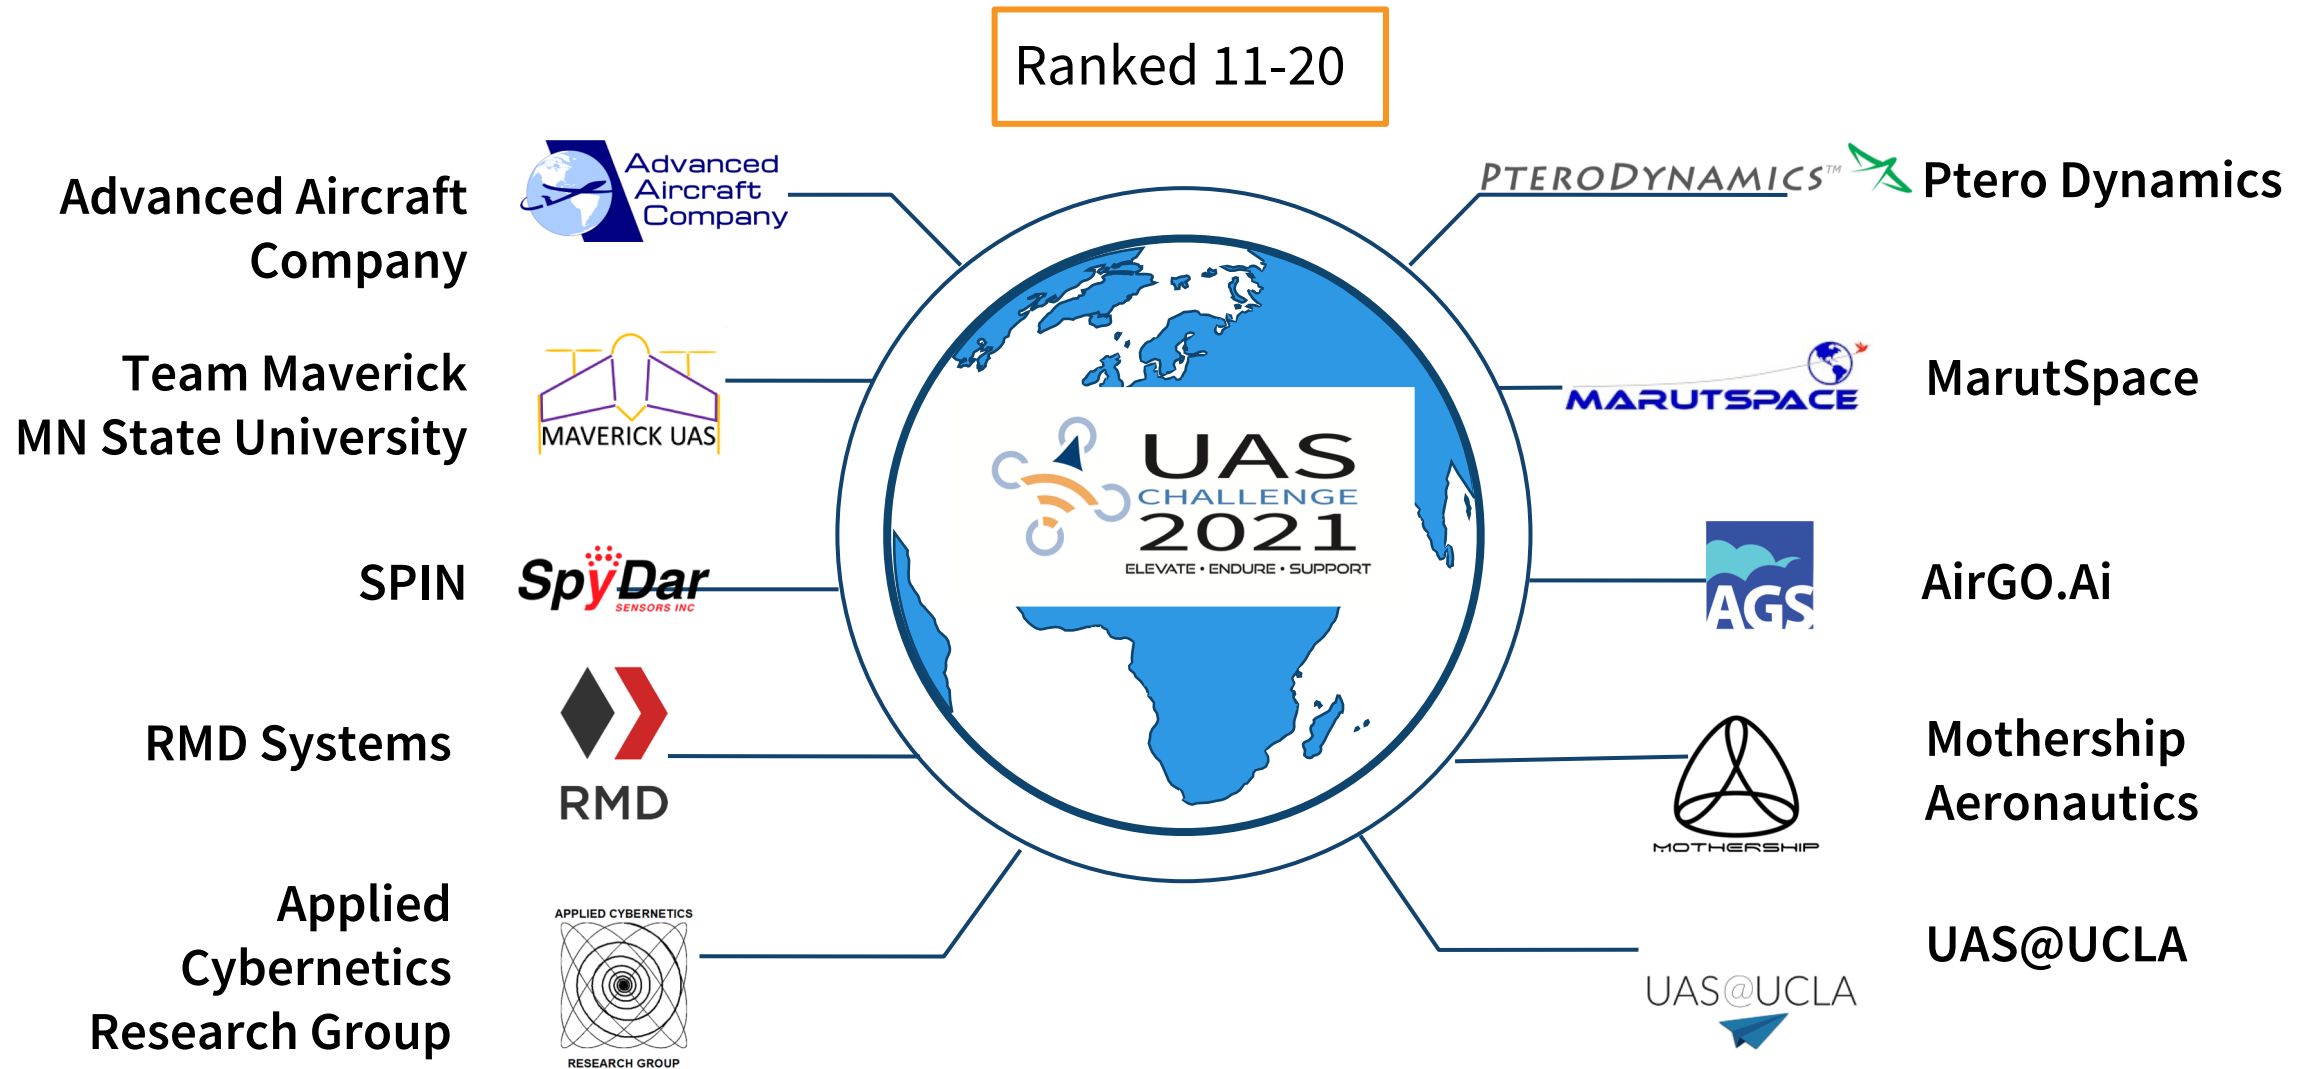 Ranked 11-20
Advanced Aircraft
Company
Advanced
Aircraft
Company
Team Maverick
MN State University
MAVERICK UAS
SPIN
SpyDar
SENSORS INC
RMD Systems
RMD
Applied
Cybernetics
Research Group
APPLIED CYBERNETICS
RESEARCH GROUP
UAS
CHALLENGE
2021
ELEVATE • ENDURE • SUPPORT
PTERODYNAMICS™
Ptero Dynamics
MARUTSPACE
MarutSpace
AGS
AirGO.Ai
MOTHERSHIP
Mothership
Aeronautics
UAS@UCLA
UAS@UCLA